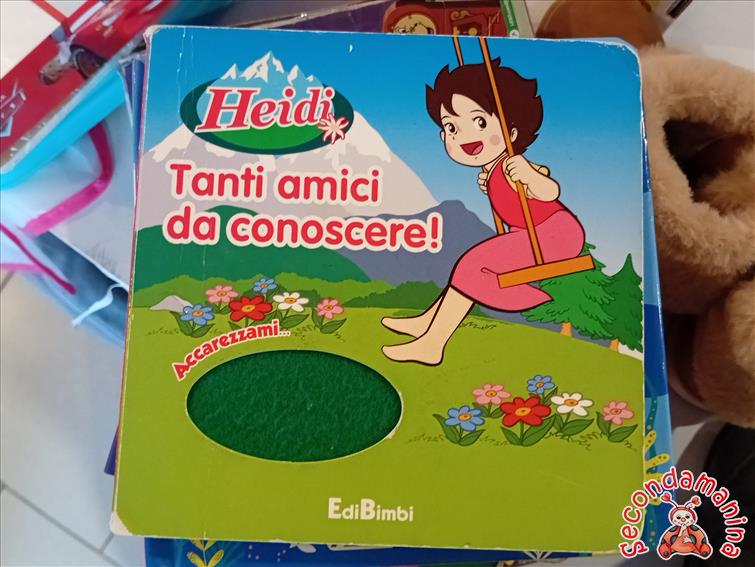 Heidi
Tanti amici
da conoscere!
Accarezzami...
EdiBimbi
secondamanina